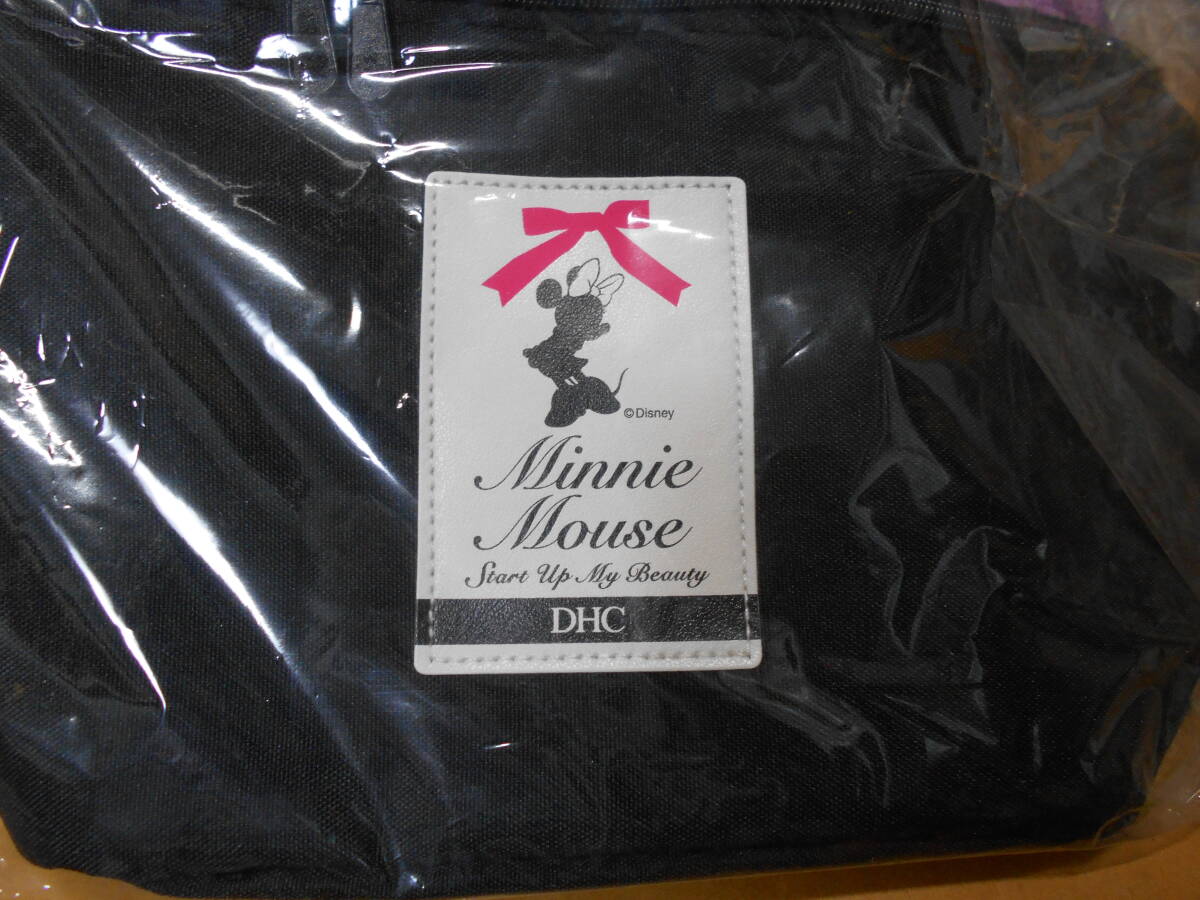 ©Disney
Minnie
Mouse
Start Up My Beauty
DHC